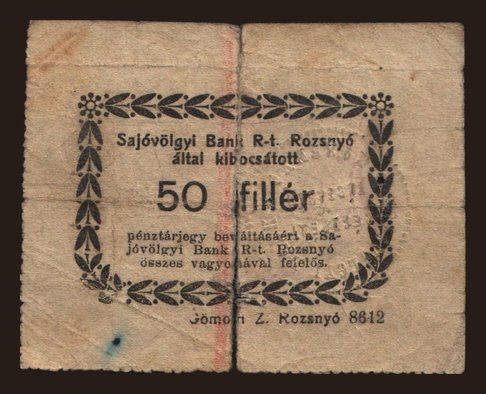 Sajóvölgyi Bank R-t. Rozsnyó
által kibocsátott
50 fillér
pénztárjegy beváltásáért a Sa-
jóvölgyi Bank R-t. Rozsnyó
összes vagyonával felelős.
Gömöri Z. Rozsnyó 8612